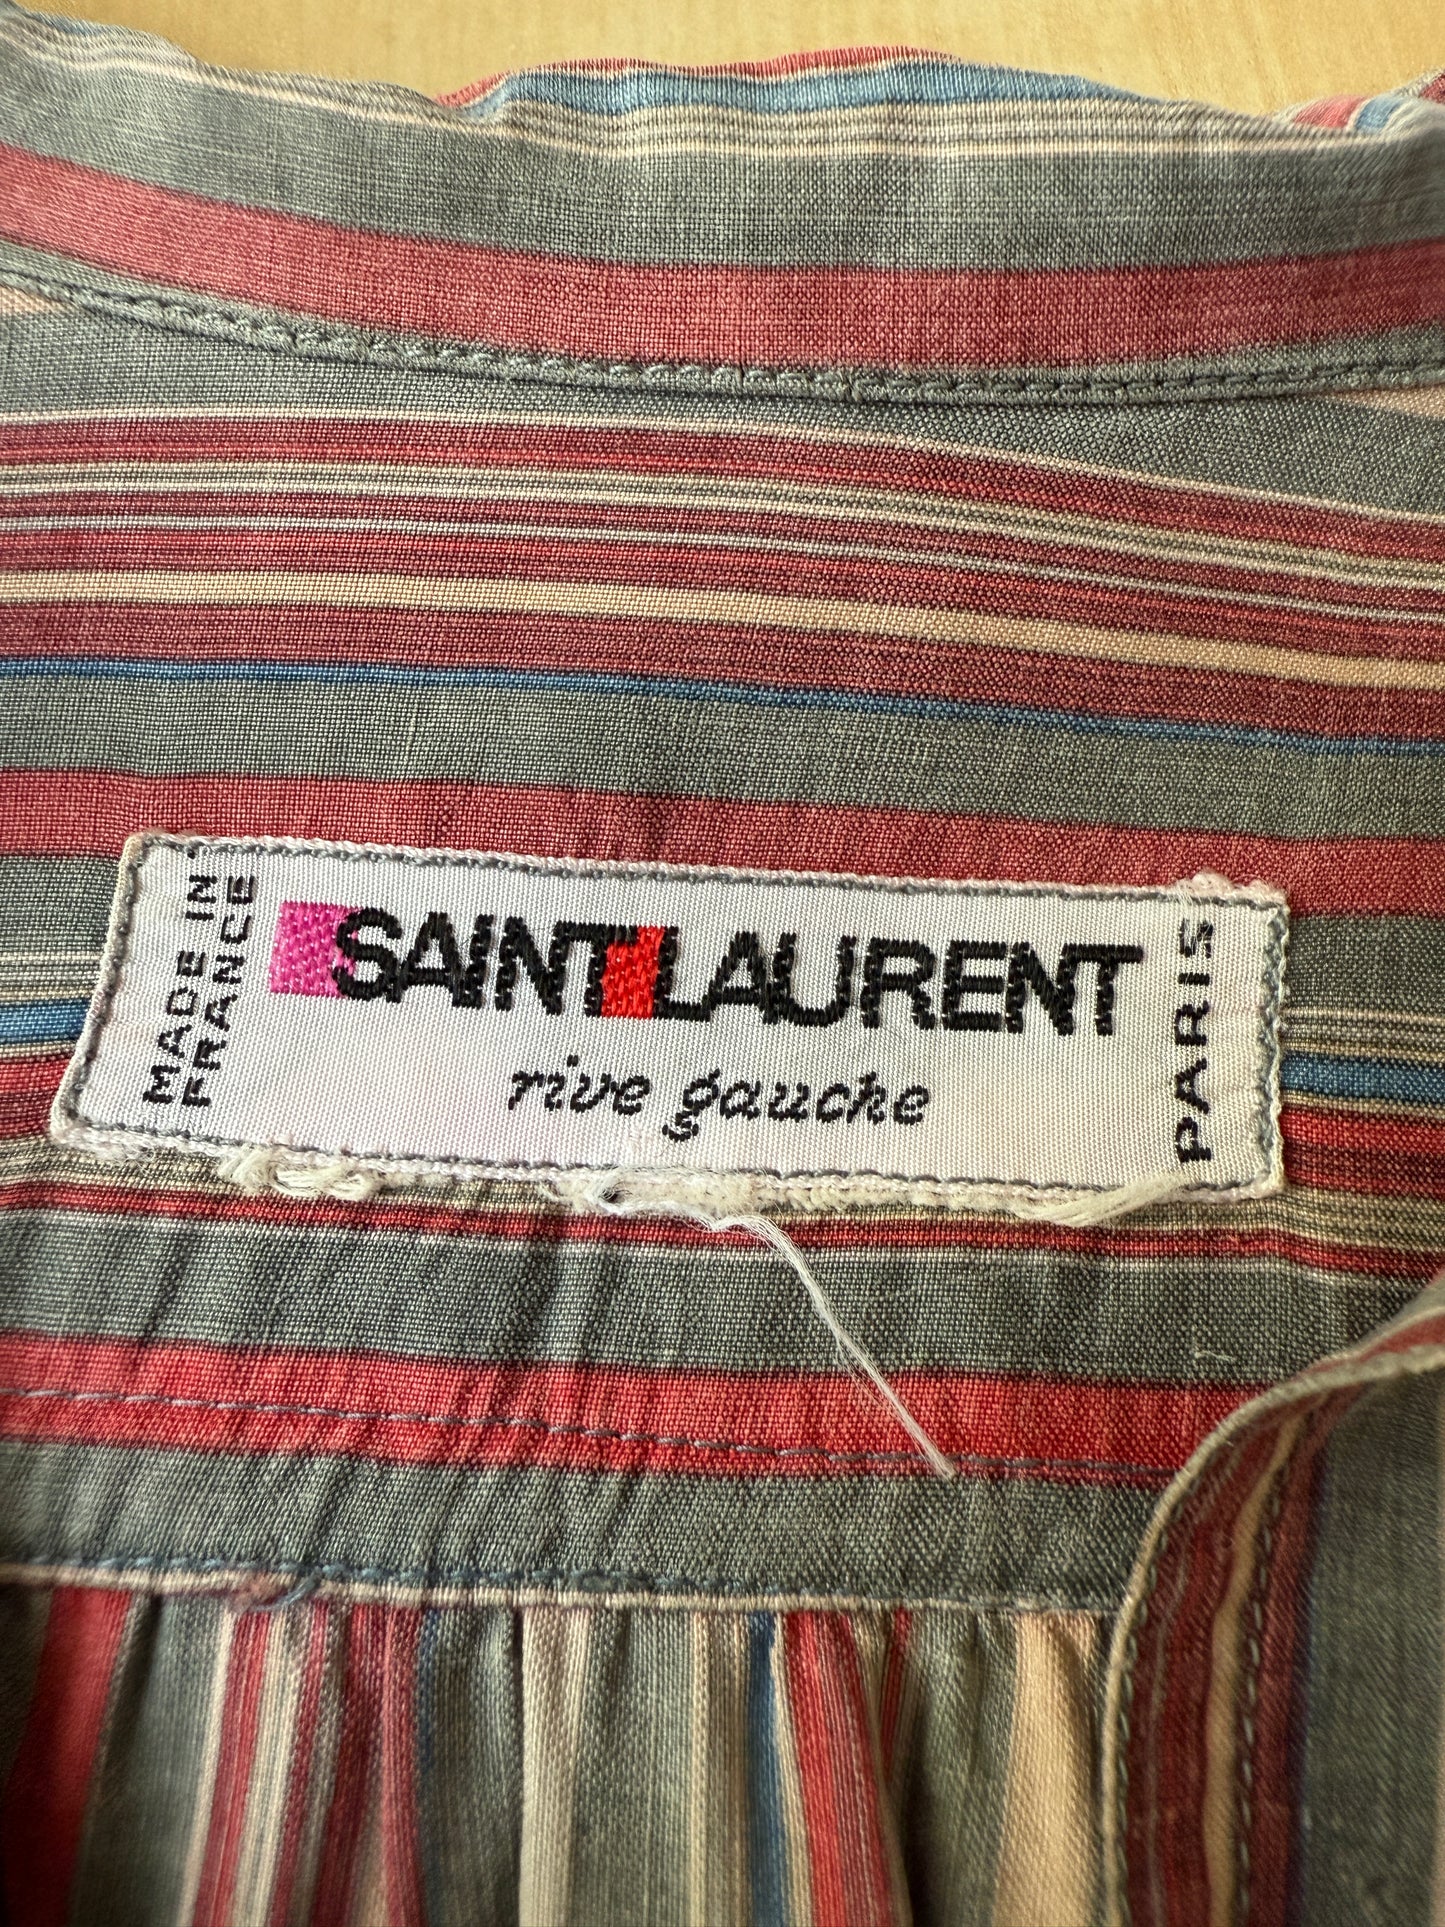 MADE IN
FRANCE
SAINT LAURENT
rive gauche
PARIS